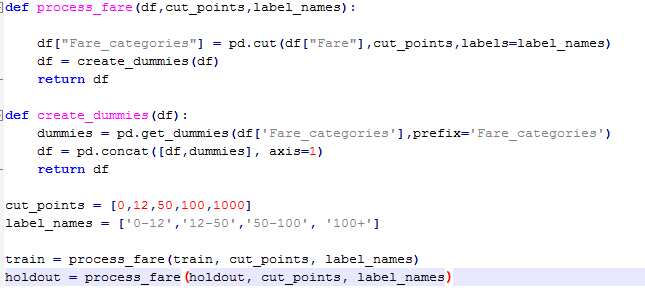 def process_fare(df,cut_points,label_names):
    df["Fare_categories"] = pd.cut(df["Fare"],cut_points,labels=label_names)
    df = create_dummies(df)
    return df
def create_dummies(df):
    dummies = pd.get_dummies(df['Fare_categories'],prefix='Fare_categories')
    df = pd.concat([df,dummies], axis=1)
    return df
cut_points = [0,12,50,100,1000]
label_names = ['0-12','12-50','50-100', '100+']
train = process_fare(train, cut_points, label_names)
holdout = process_fare(holdout, cut_points, label_names)